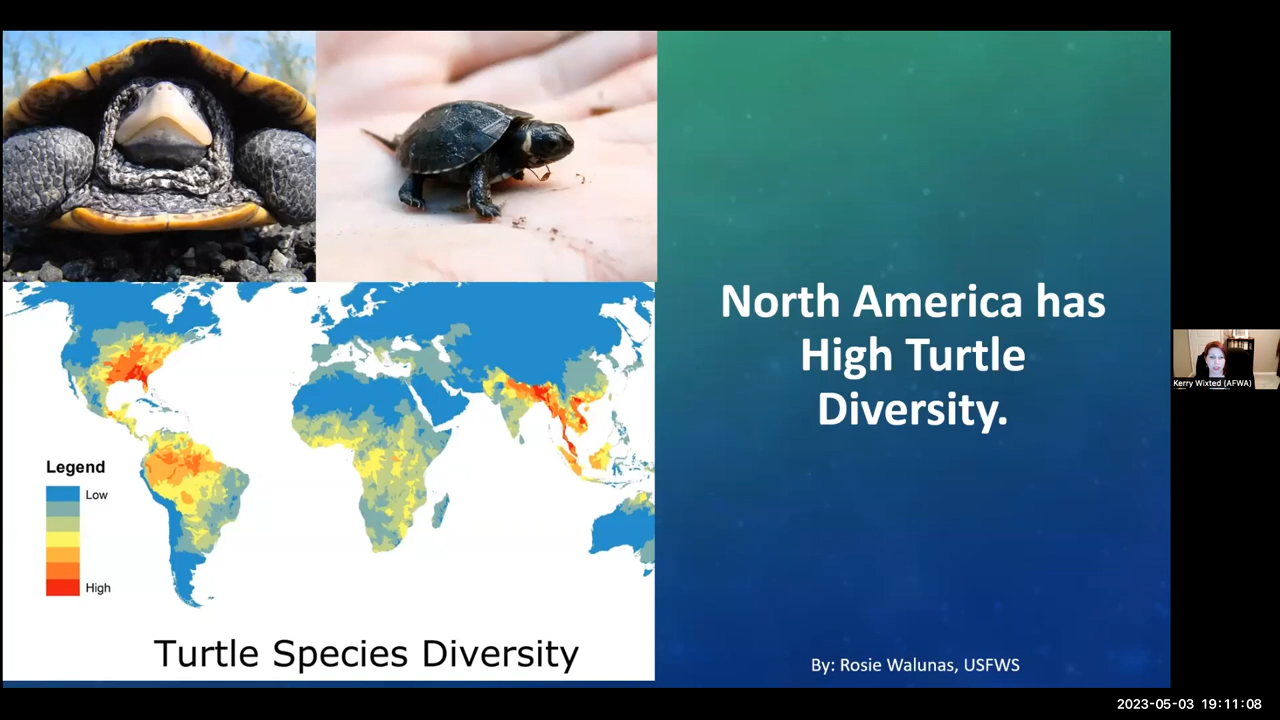 North America has
High Turtle
Diversity.
Legend
Low
High
Turtle Species Diversity
By: Rosie Walunas, USFWS
Kerry Wixted (AFWA)
2023-05-03 19:11:08